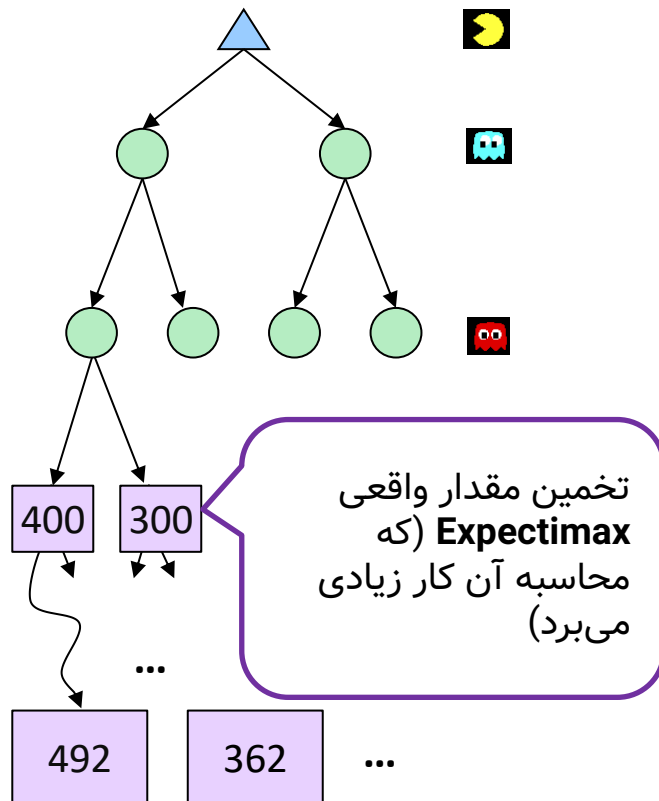 تخمین مقدار واقعی
Expectimax (که
محاسبه آن کار زیادی
می‌برد)
400
300
...
492
362
...